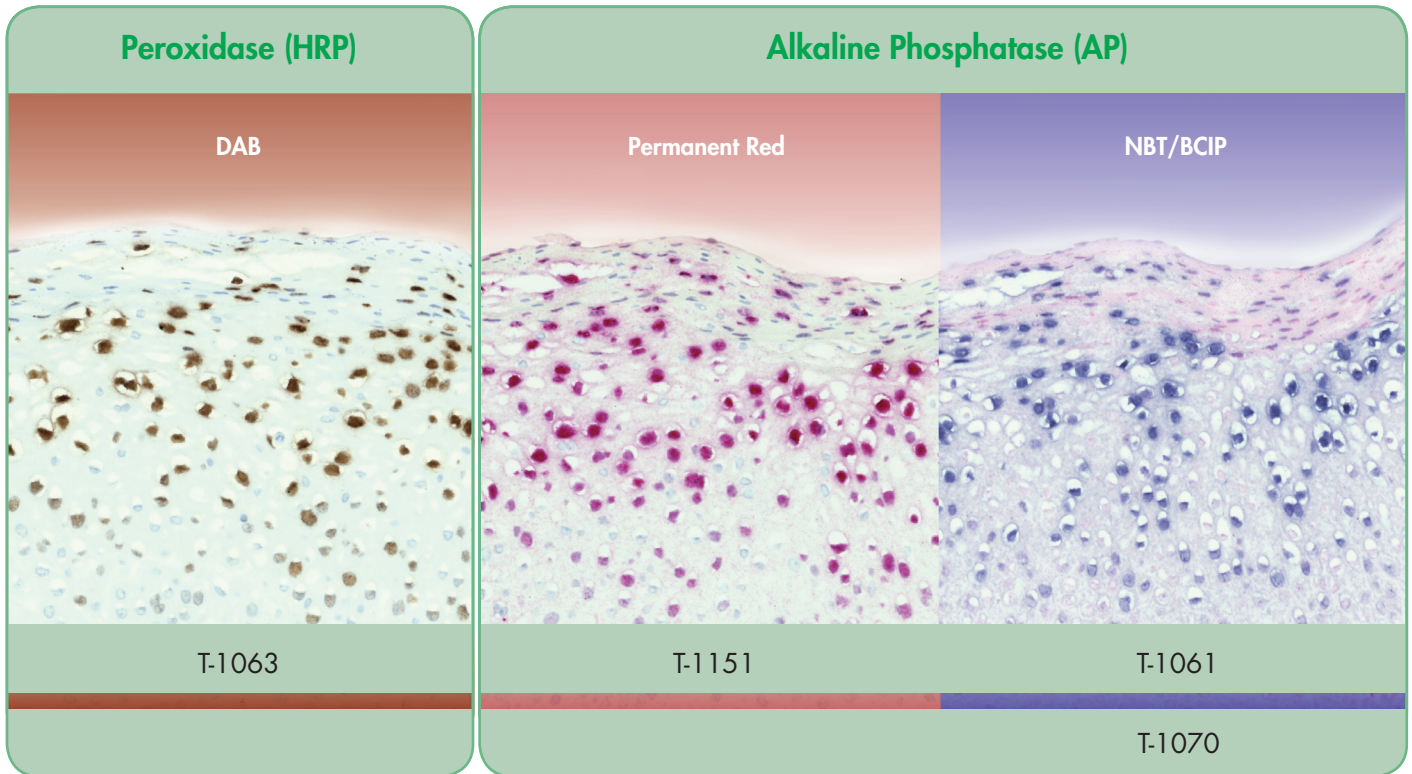 Peroxidase (HRP)
Alkaline Phosphatase (AP)
DAB
Permanent Red
NBT/BCIP
T-1063
T-1151
T-1061
T-1070